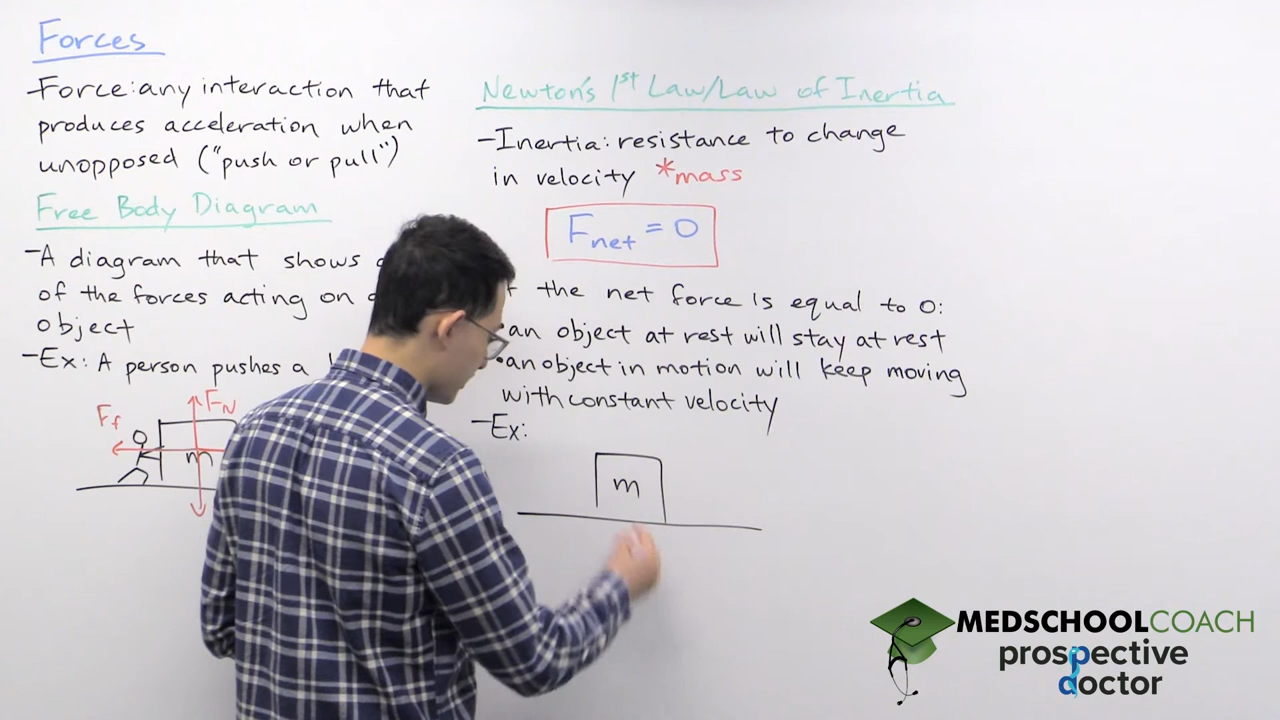 Forces
-Force: any interaction that
produces acceleration when
unopposed ("push or pull")
Free Body Diagram
-A diagram that shows
of the forces acting on
object
-Ex: A person pushes a
Ff
FN
m
Newton's 1st Law/Law of Inertia
-Inertia: resistance to change
in velocity *mass
Fnet = 0
the net force is equal to 0:
•an object at rest will stay at rest
•an object in motion will keep moving
with constant velocity
-Ex:
m
MEDSCHOOLCOACH
prospective
doctor